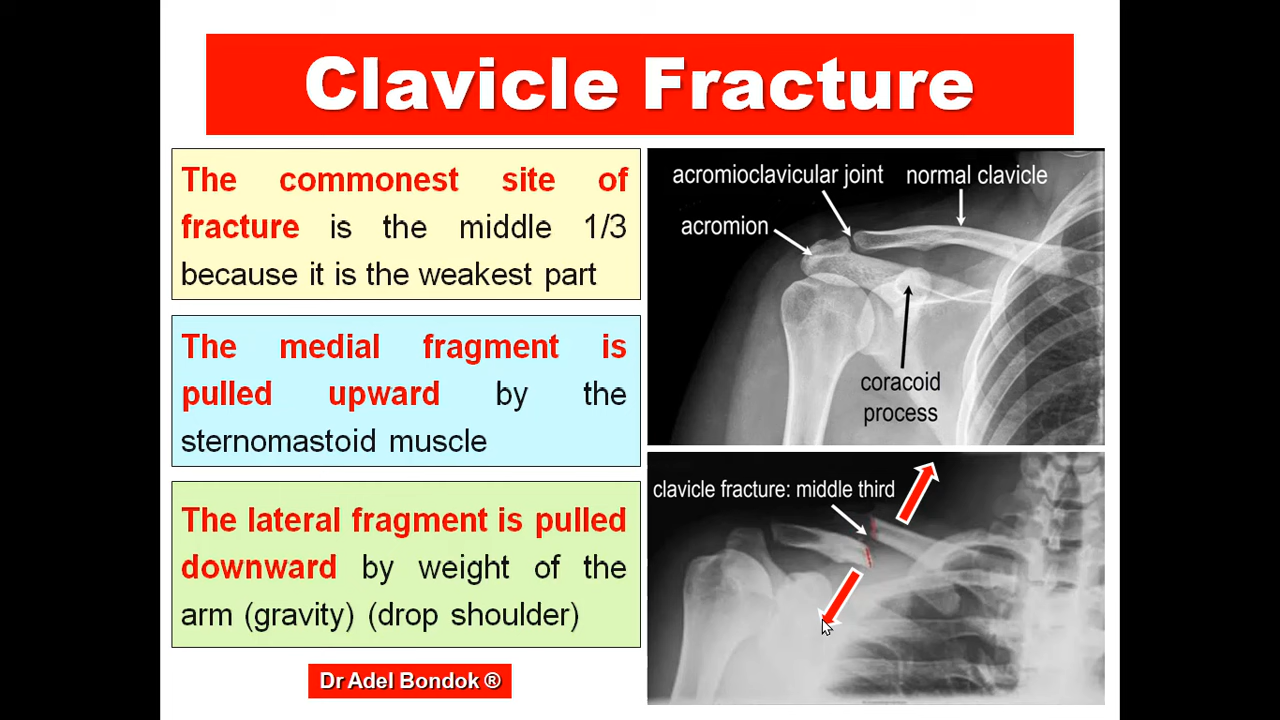 Clavicle Fracture
The commonest site of
fracture is the middle 1/3
because it is the weakest part
The medial fragment is
pulled upward by the
sternomastoid muscle
The lateral fragment is pulled
downward by weight of the
arm (gravity) (drop shoulder)
Dr Adel Bondok ®
acromioclavicular joint
normal clavicle
acromion
coracoid
process
clavicle fracture: middle third